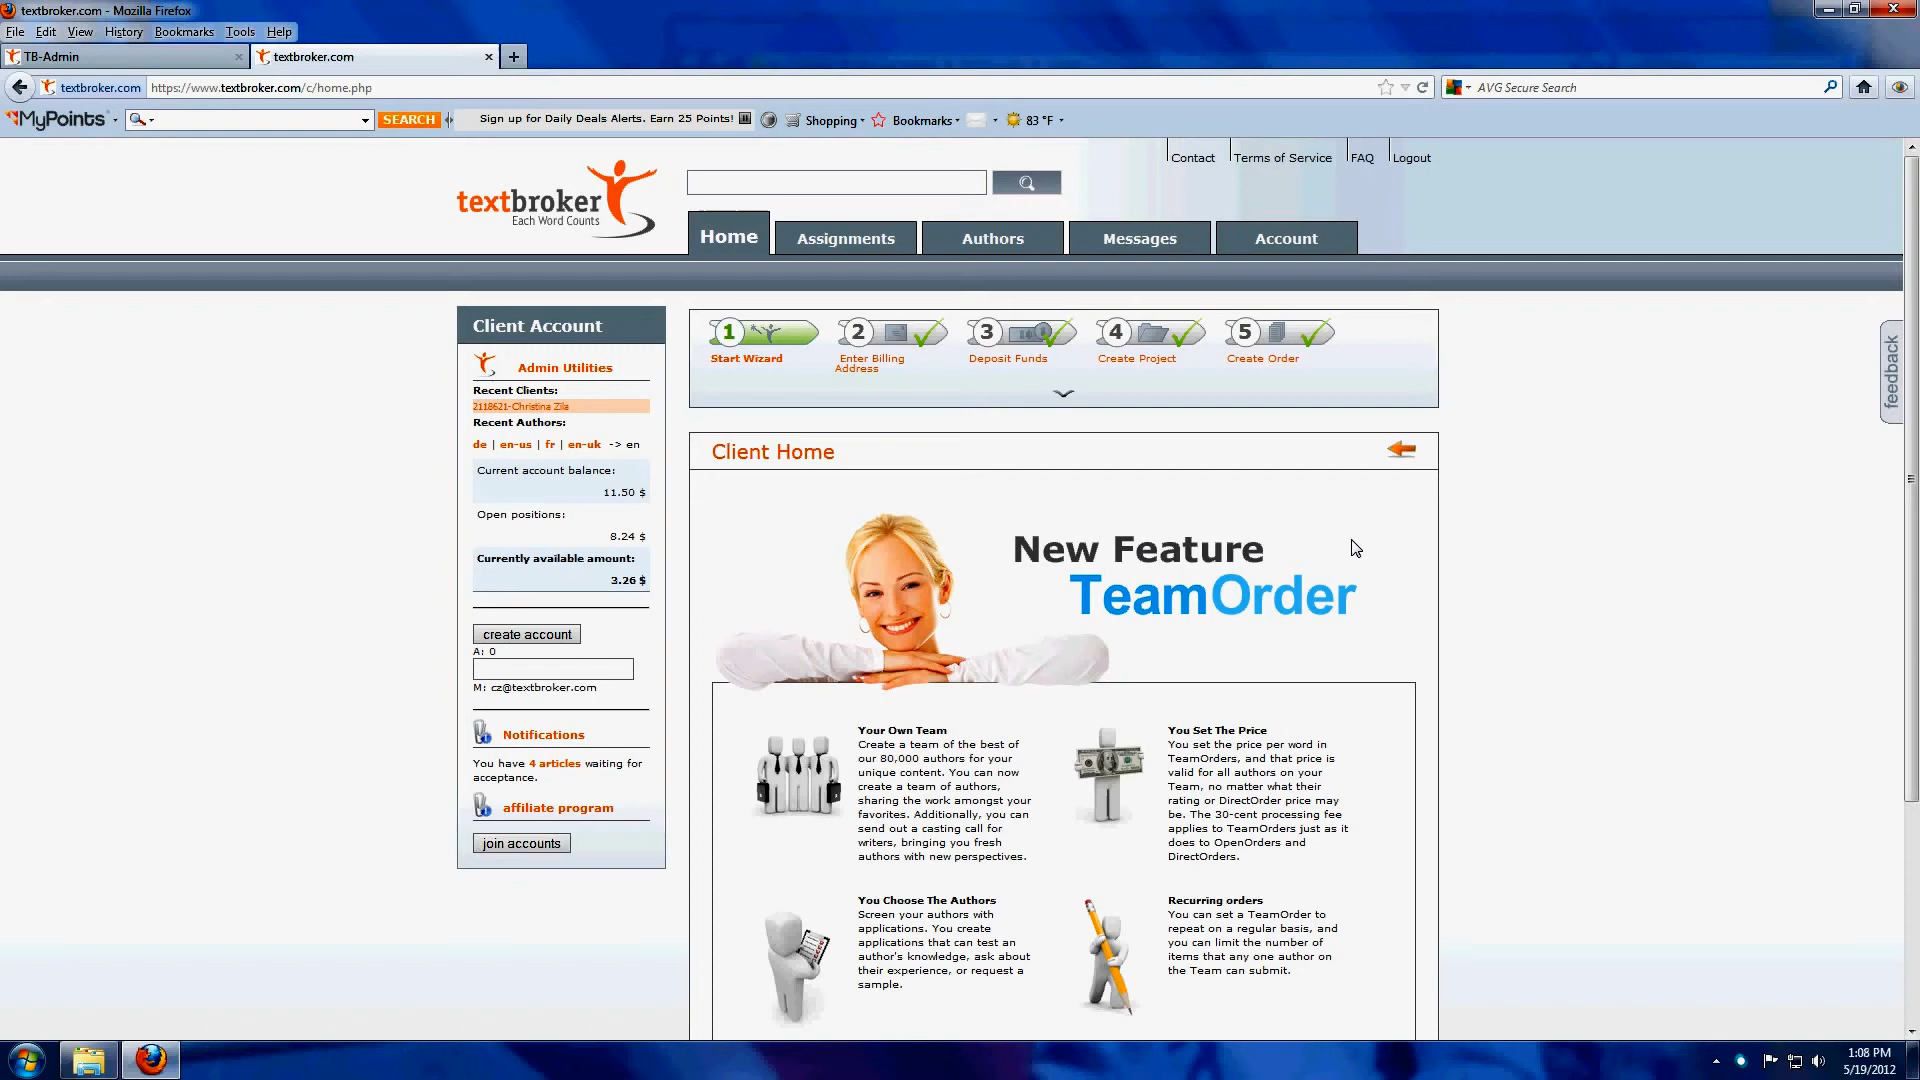 textbroker.com - Mozilla Firefox
File Edit View History Bookmarks Tools Help
TB-Admin
textbroker.com
textbroker.com https://www.textbroker.com/c/home.php
AVG Secure Search
MyPoints
SEARCH
Sign up for Daily Deals Alerts. Earn 25 Points!
Shopping
Bookmarks
83 °F
Contact
Terms of Service
FAQ
Logout
textbroker
Each Word Counts
Home
Assignments
Authors
Messages
Account
Client Account
Admin Utilities
Recent Clients:
2118621-Christina Zila
Recent Authors:
de | en-us | fr | en-uk -> en
Current account balance:
11.50 $
Open positions:
8.24 $
Currently available amount:
3.26 $
create account
A: 0
M: cz@textbroker.com
Notifications
You have 4 articles waiting for
acceptance.
affiliate program
join accounts
1
Start Wizard
2
Enter Billing
Address
3
Deposit Funds
4
Create Project
5
Create Order
Client Home
New Feature
TeamOrder
Your Own Team
Create a team of the best of
our 80,000 authors for your
unique content. You can now
create a team of authors,
sharing the work amongst your
favorites. Additionally, you can
send out a casting call for
writers, bringing you fresh
authors with new perspectives.
You Set The Price
You set the price per word in
TeamOrders, and that price is
valid for all authors on your
Team, no matter what their
rating or DirectOrder price may
be. The 30-cent processing fee
applies to TeamOrders just as it
does to OpenOrders and
DirectOrders.
You Choose The Authors
Screen your authors with
applications. You create
applications that can test an
author's knowledge, ask about
their experience, or request a
sample.
Recurring orders
You can set a TeamOrder to
repeat on a regular basis, and
you can limit the number of
items that any one author on
the Team can submit.
feedback
1:08 PM
5/19/2012